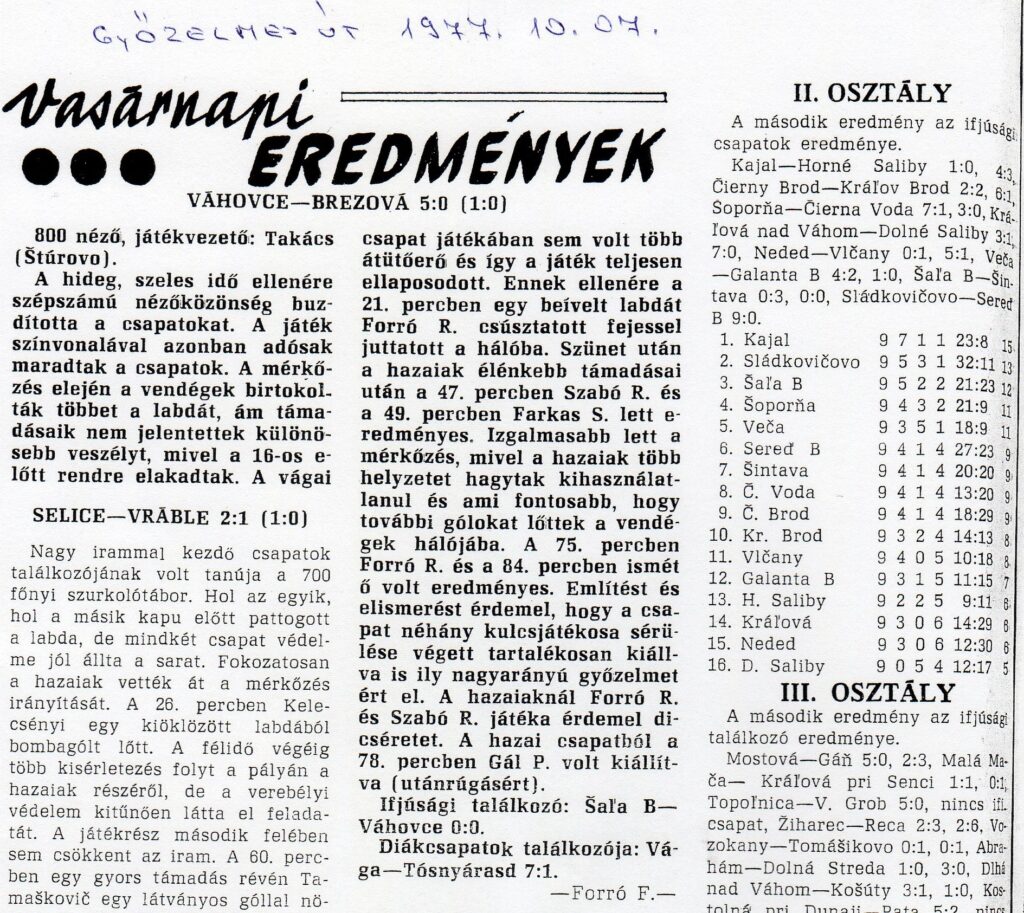 GYŐZELMES ÚT 1977. 10. 07.
Vasárnapi
EREDMÉNYEK
VÁHOVCE—BREZOVÁ 5:0 (1:0)
800 néző, játékvezető: Takács
(Štúrovo).
A hideg, szeles idő ellenére
szépszámú nézőközönség buz-
dította a csapatokat. A játék
színvonalával azonban adósak
maradtak a csapatok. A mérkő-
zés elején a vendégek birtokol-
ták többet a labdát, ám táma-
dásaik nem jelentettek különö-
sebb veszélyt, mivel a 16-os e-
lőtt rendre elakadtak. A vágai
csapat játékában sem volt több
átütőerő és így a játék teljesen
ellaposodott. Ennek ellenére a
21. percben egy beívelt labdát
Forró R. csúsztatott fejessel
juttatott a hálóba. Szünet után
a hazaiak élénkebb támadásai
után a 47. percben Szabó R. és
a 49. percben Farkas S. lett e-
redményes. Izgalmasabb lett a
mérkőzés, mivel a hazaiak több
helyzetet hagytak kihasználat-
lanul és ami fontosabb, hogy
további gólokat lőttek a vendé-
gek hálójába. A 75. percben
Forró R. és a 84. percben ismét
ő volt eredményes. Említést és
elismerést érdemel, hogy a csa-
pat néhány kulcsjátékosa sérü-
lése végett tartalékosan kiáll-
va is ily nagyarányú győzelmet
ért el. A hazaiaknál Forró R.
és Szabó R. játéka érdemel di-
cséretet. A hazai csapatból a
78. percben Gál P. volt kiállít-
va (utánrúgásért).
Ifjúsági találkozó: Šaľa B—
Váhovce 0:0.
Diákcsapatok találkozója: Vá-
ga—Tósnyárasd 7:1.
—Forró F.—
SELICE—VRÁBLE 2:1 (1:0)
Nagy irammal kezdő csapatok
találkozójának volt tanúja a 700
főnyi szurkolótábor. Hol az egyik,
hol a másik kapu előtt pattogott
a labda, de mindkét csapat védel-
me jól állta a sarat. Fokozatosan
a hazaiak vették át a mérkőzés
irányítását. A 26. percben Kele-
csényi egy kiöklözött labdából
bombagólt lőtt. A félidő végéig
több kisérletezés folyt a pályán a
hazaiak részéről, de a verebélyi
védelem kitűnően látta el felada-
tát. A játékrész második felében
sem csökkent az iram. A 60. perc-
ben egy gyors támadás révén Ta-
maškovič egy látványos góllal nö-
II. OSZTÁLY
A második eredmény az ifjúsági
csapatok eredménye.
Kajal—Horné Saliby 1:0, 4:3,
Čierny Brod—Kráľov Brod 2:2, 6:1,
Šoporňa—Čierna Voda 7:1, 3:0, Krá-
ľová nad Váhom—Dolné Saliby 3:1,
7:0, Neded—Vlčany 0:1, 5:1, Veča
—Galanta B 4:2, 1:0, Šaľa B—Šin-
tava 0:3, 0:0, Sládkovičovo—Sereď
B 9:0.
1. Kajal 9 7 1 1 23:8 15
2. Sládkovičovo 9 5 3 1 32:11 13
3. Šaľa B 9 5 2 2 21:23 12
4. Šoporňa 9 4 3 2 21:9 11
5. Veča 9 3 5 1 18:9 11
6. Sereď B 9 4 1 4 27:23 9
7. Šintava 9 4 1 4 20:20 9
8. Č. Voda 9 4 1 4 13:20 9
9. Č. Brod 9 4 1 4 18:29 9
10. Kr. Brod 9 3 2 4 14:13 8
11. Vlčany 9 4 0 5 10:18 8
12. Galanta B 9 3 1 5 11:15 7
13. H. Saliby 9 2 2 5 9:11 6
14. Kráľová 9 3 0 6 14:29 6
15. Neded 9 3 0 6 12:30 6
16. D. Saliby 9 0 5 4 12:17 5
III. OSZTÁLY
A második eredmény az ifjúsági
találkozó eredménye.
Mostová—Gáň 5:0, 2:3, Malá Ma-
ča— Kráľová pri Senci 1:1, 0:1,
Topoľnica—V. Grob 5:0, nincs ifi.
csapat, Žiharec—Reca 2:3, 2:6, Vo-
zokany—Tomášikovo 0:1, 0:1, Abra-
hám—Dolná Streda 1:0, 3:0, Dlhá
nad Váhom—Košúty 3:1, 1:0, Kos-
tolná pri Dunaji—Pata 5:2, nincs